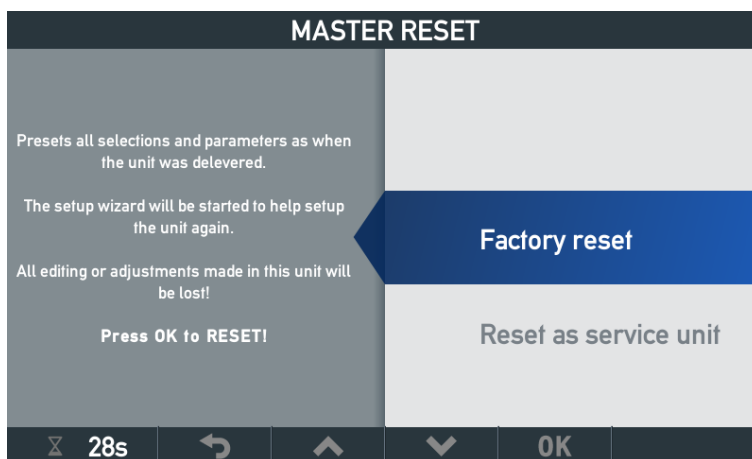 MASTER RESET
Presets all selections and parameters as when
the unit was delevered.
The setup wizard will be started to help setup
the unit again.
All editing or adjustments made in this unit will
be lost!
Press OK to RESET!
Factory reset
Reset as service unit
28s OK